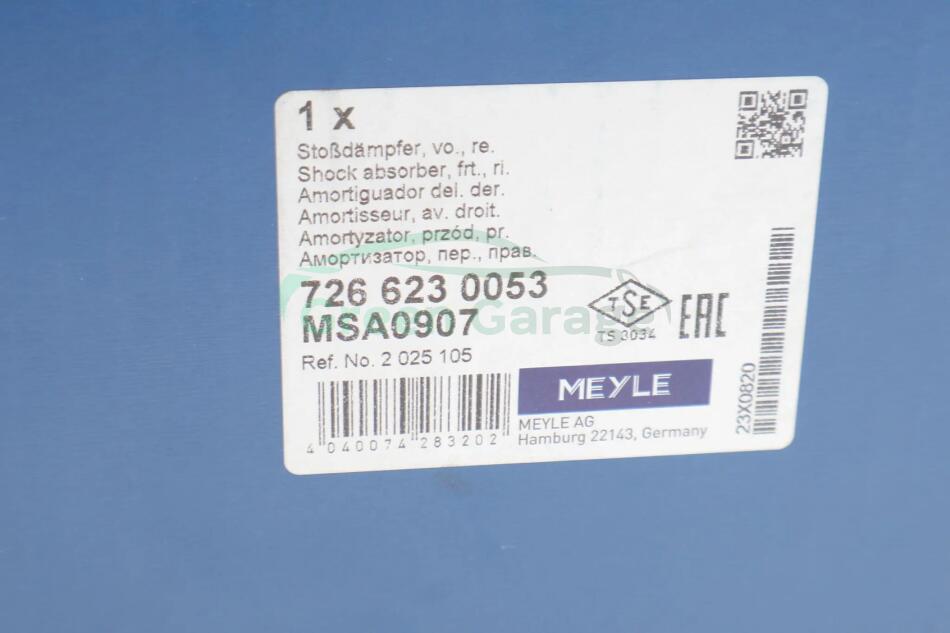 1 x
Stoßdämpfer, vo., re.
Shock absorber, frt., ri.
Amortiguador del. der.
Amortisseur, av. droit.
Amortyzator, przód, pr.
Амортизатор, пер., прав.
726 623 0053
MSA0907
Green Garage
TSE
TS 3034
EAC
Ref. No. 2 025 105
4 040074 283202
MEYLE
MEYLE AG
Hamburg 22143, Germany
23X0820